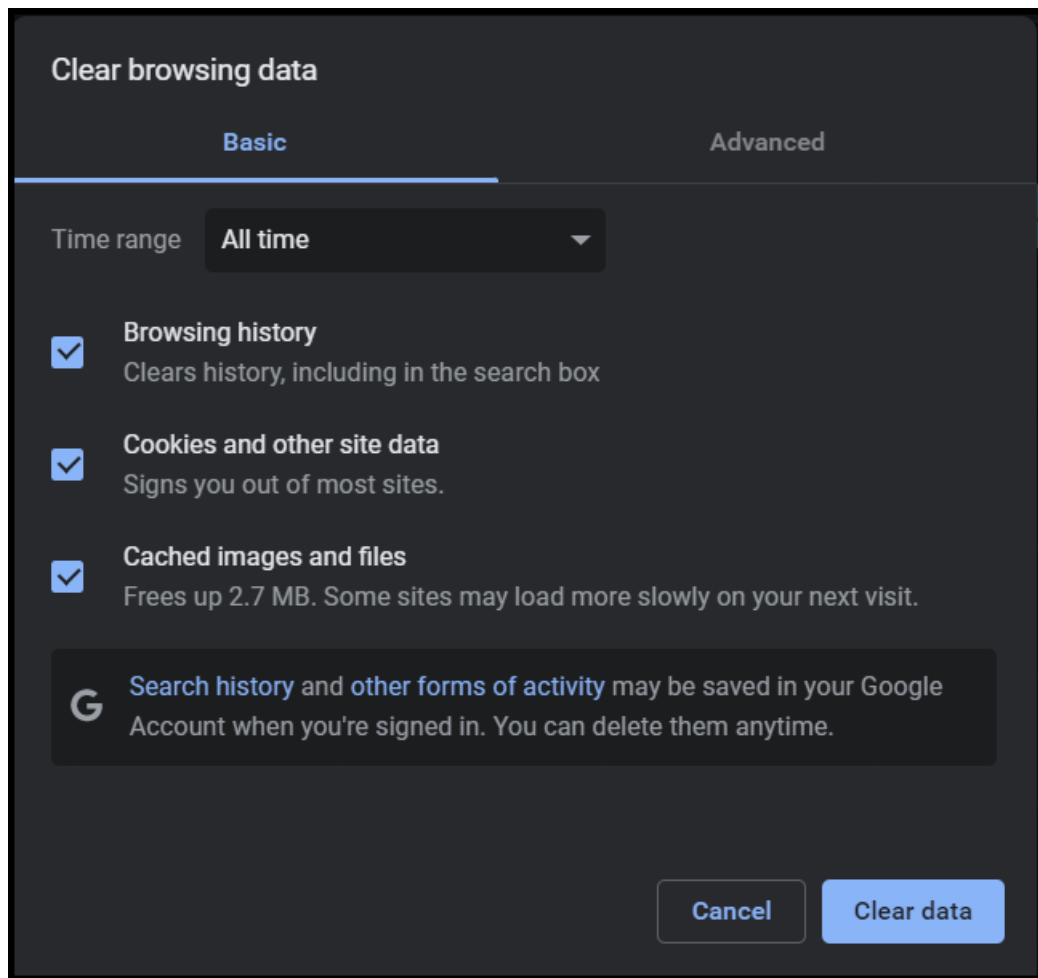 Clear browsing data
Basic
Advanced
Time range
All time
Browsing history
Clears history, including in the search box
Cookies and other site data
Signs you out of most sites.
Cached images and files
Frees up 2.7 MB. Some sites may load more slowly on your next visit.
G
Search history and other forms of activity may be saved in your Google
Account when you're signed in. You can delete them anytime.
Cancel
Clear data